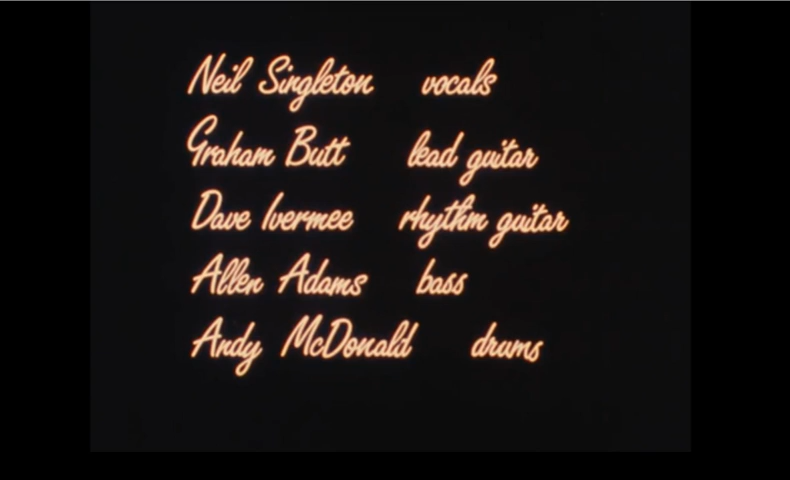 Neil Singleton vocals
Graham Butt lead guitar
Dave Ivermee rhythm guitar
Allen Adams bass
Andy McDonald drums